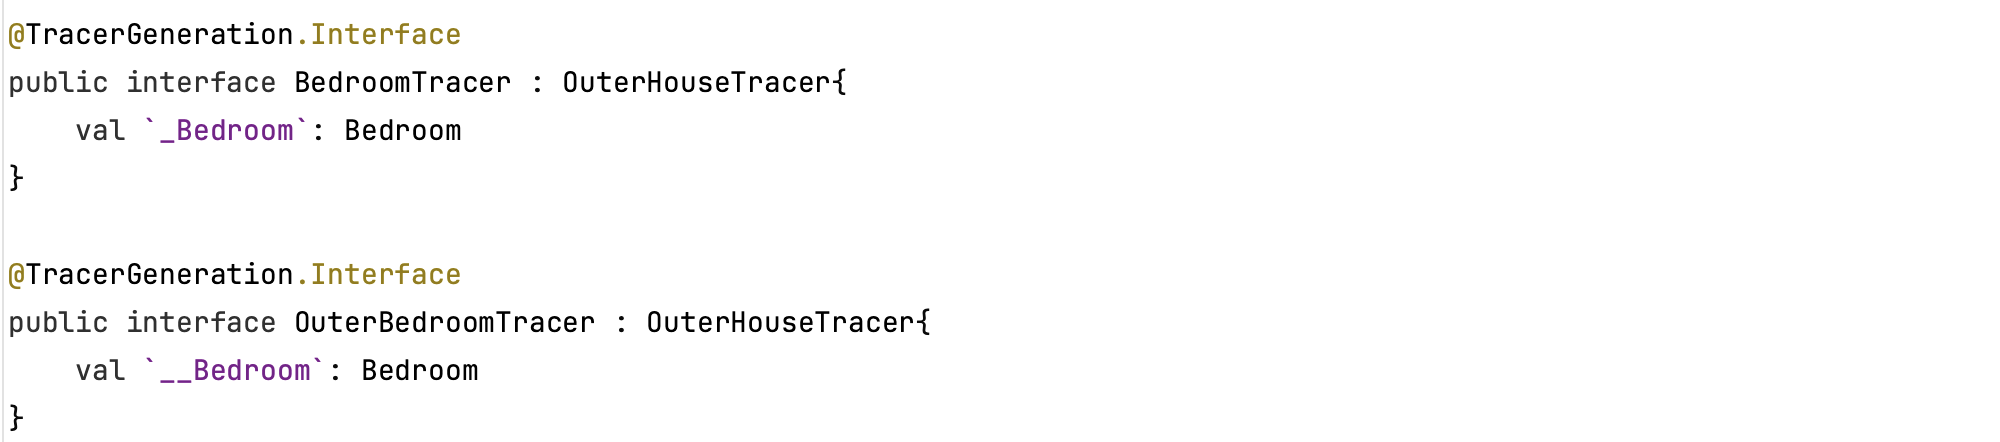 @TracerGeneration.Interface
public interface BedroomTracer : OuterHouseTracer{
    val `_Bedroom`: Bedroom
}

@TracerGeneration.Interface
public interface OuterBedroomTracer : OuterHouseTracer{
    val `__Bedroom`: Bedroom
}